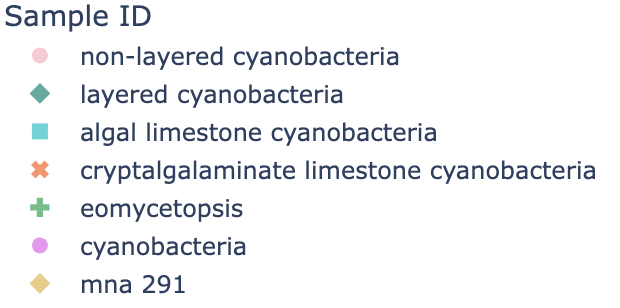 Sample ID
non-layered cyanobacteria
layered cyanobacteria
algal limestone cyanobacteria
cryptalgalaminate limestone cyanobacteria
eomycetopsis
cyanobacteria
mna 291